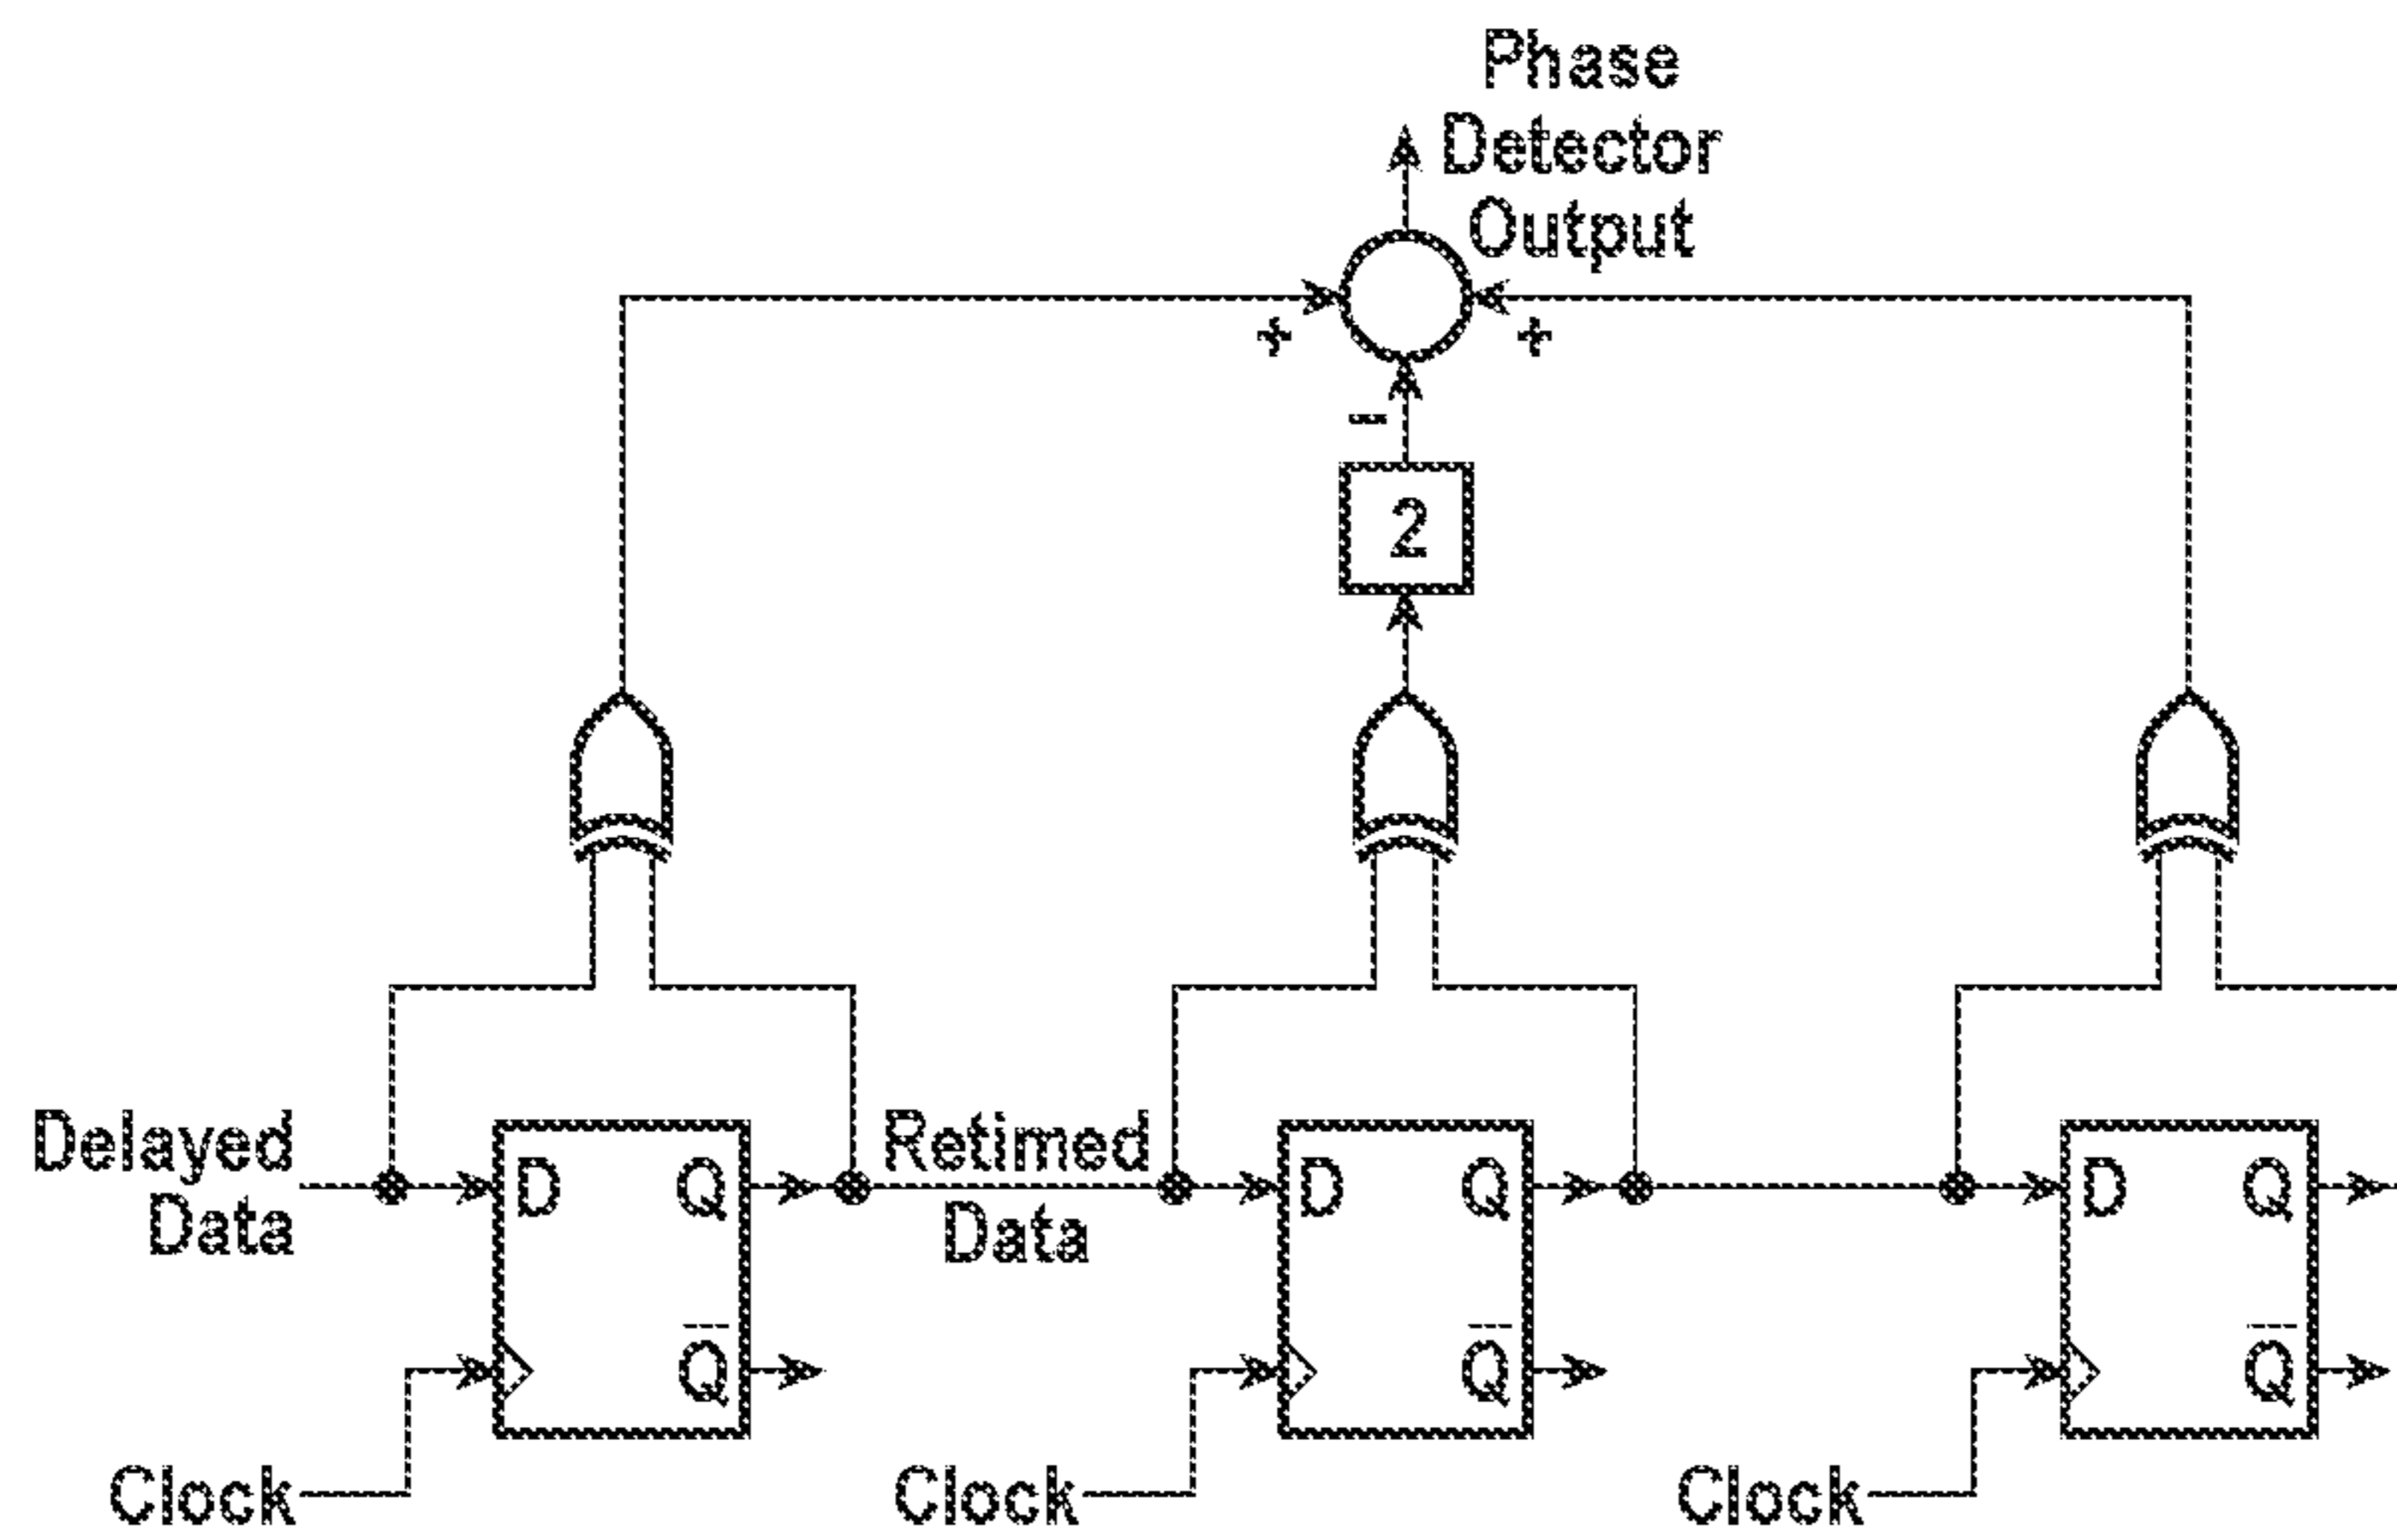 Phase
Detector
Output
+
+
−
2
Delayed
Data
Retimed
Data
D
Q
Q̅
D
Q
Q̅
D
Q
Q̅
Clock
Clock
Clock